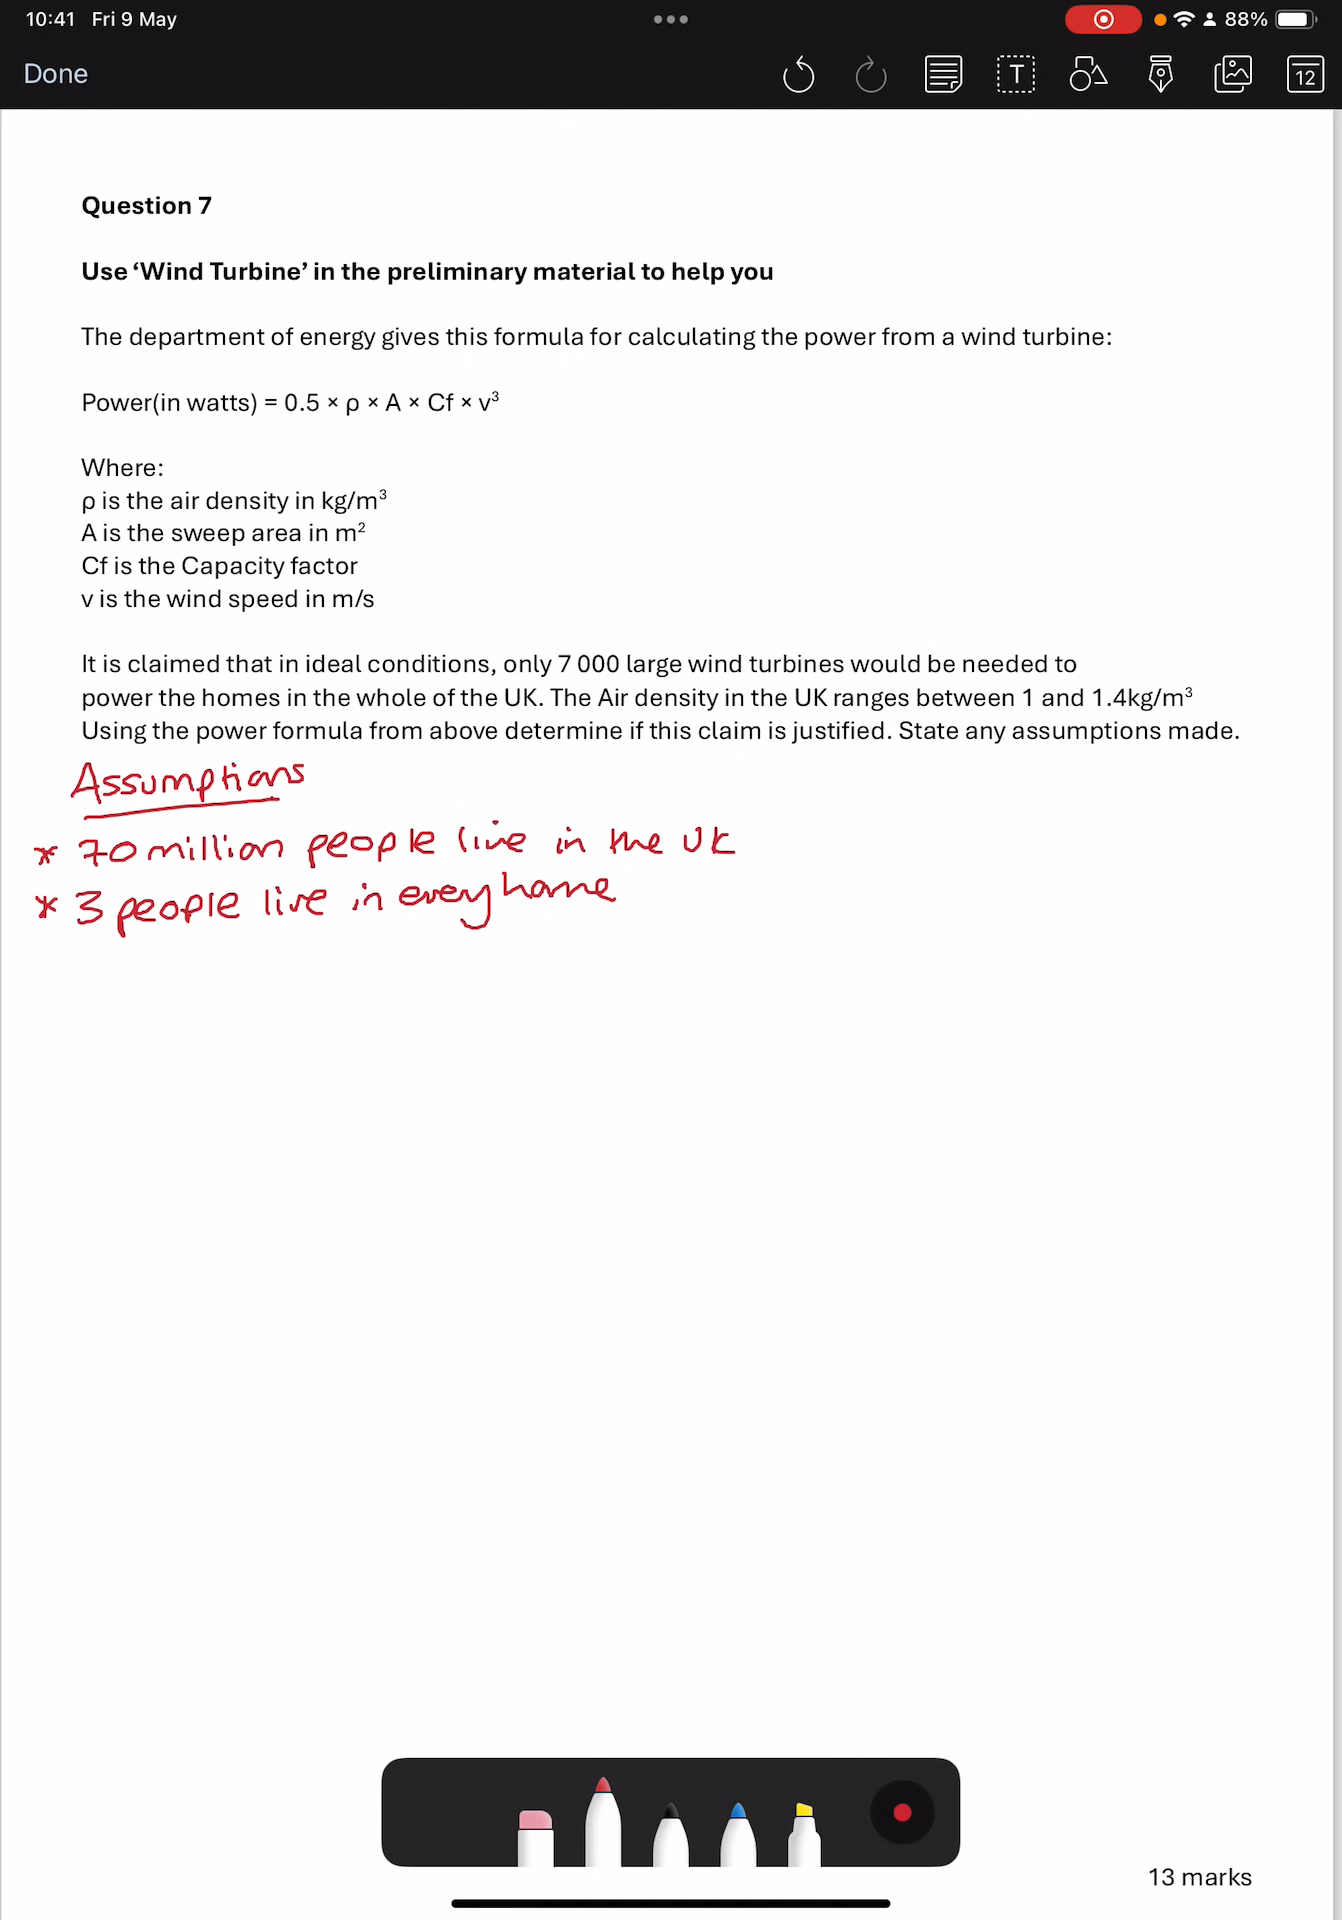 10:41 Fri 9 May
88%
Done
T
12
Question 7
Use ‘Wind Turbine’ in the preliminary material to help you
The department of energy gives this formula for calculating the power from a wind turbine:
Power(in watts) = 0.5 × ρ × A × Cf × v³
Where:
ρ is the air density in kg/m³
A is the sweep area in m²
Cf is the Capacity factor
v is the wind speed in m/s
It is claimed that in ideal conditions, only 7 000 large wind turbines would be needed to
power the homes in the whole of the UK. The Air density in the UK ranges between 1 and 1.4kg/m³
Using the power formula from above determine if this claim is justified. State any assumptions made.
Assumptions
* 70 million people live in the UK
* 3 people live in every home
13 marks